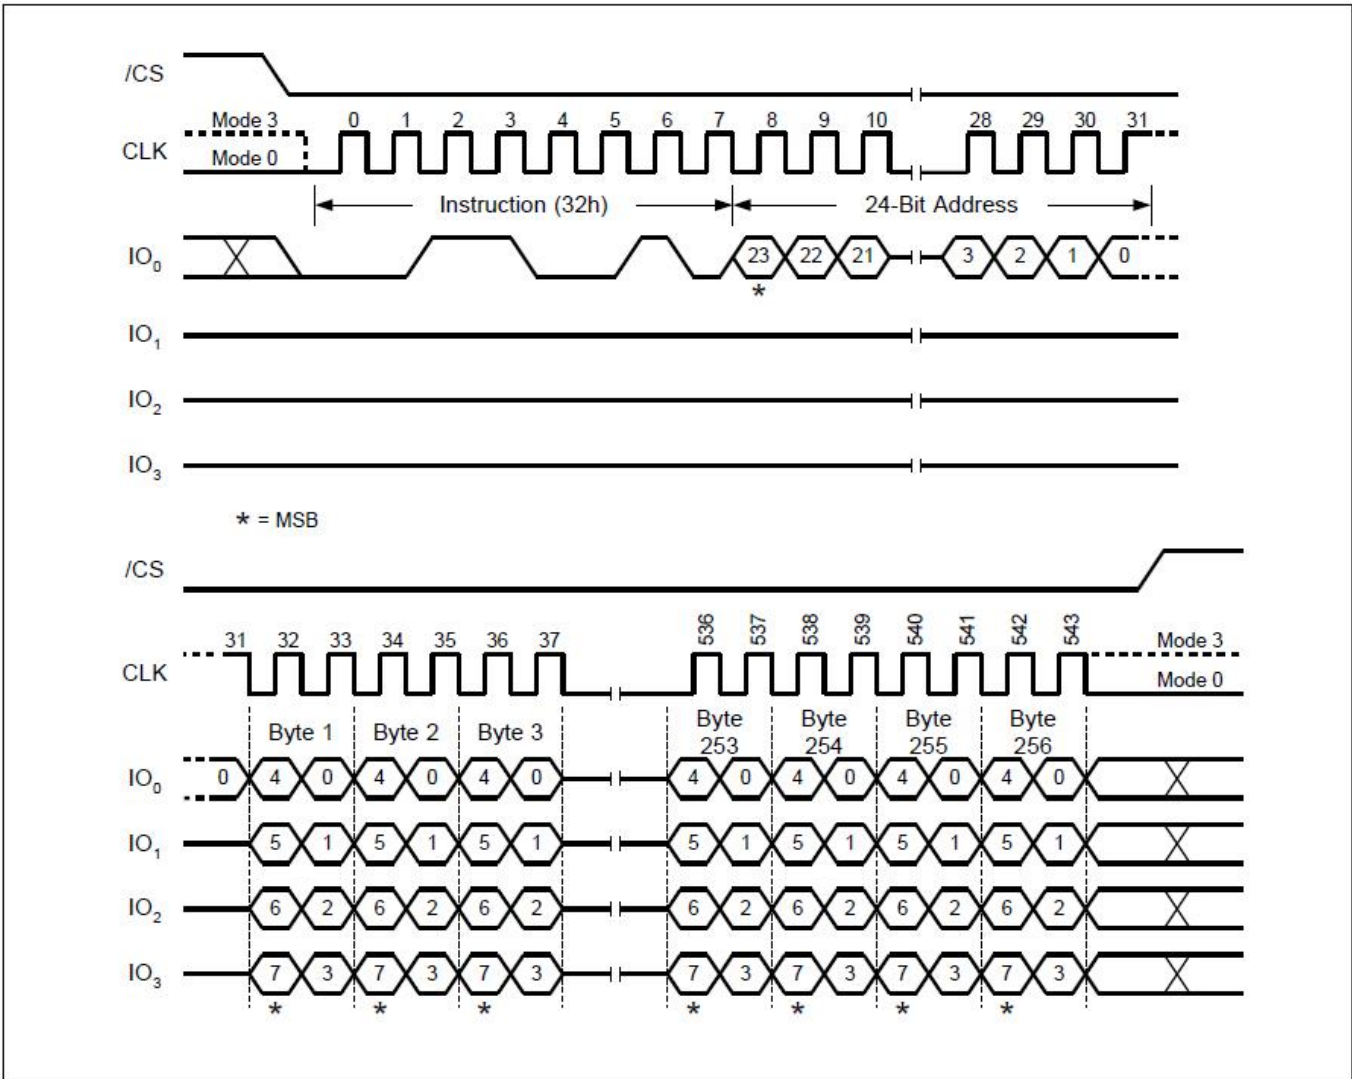 /CS
Mode 3 0 1 2 3 4 5 6 7 8 9 10 28 29 30 31
CLK
Mode 0
Instruction (32h) 24-Bit Address
IO0 23 22 21 3 2 1 0
*
IO1
IO2
IO3
* = MSB
/CS
31 32 33 34 35 36 37 536 537 538 539 540 541 542 543 Mode 3
CLK
Mode 0
Byte 1 Byte 2 Byte 3 Byte 253 Byte 254 Byte 255 Byte 256
IO0 0 4 0 4 0 4 0 4 0 4 0 4 0 4 0
IO1 5 1 5 1 5 1 5 1 5 1 5 1 5 1
IO2 6 2 6 2 6 2 6 2 6 2 6 2 6 2
IO3 7 3 7 3 7 3 7 3 7 3 7 3 7 3
* * * * * * *